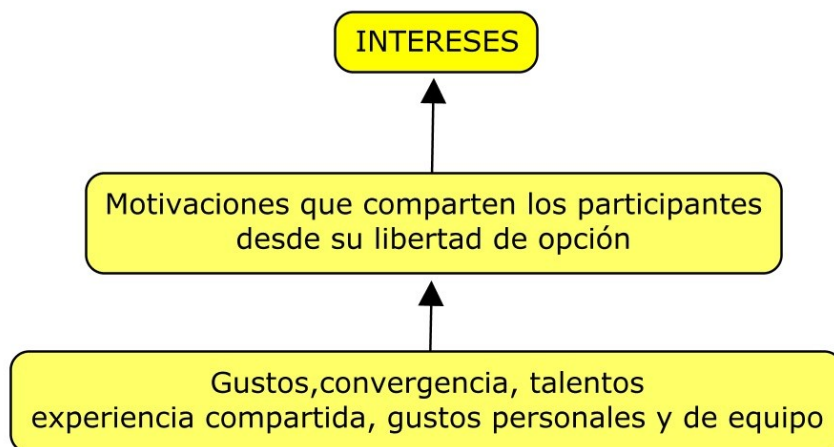 INTERESES
Motivaciones que comparten los participantes
desde su libertad de opción
Gustos,convergencia, talentos
experiencia compartida, gustos personales y de equipo